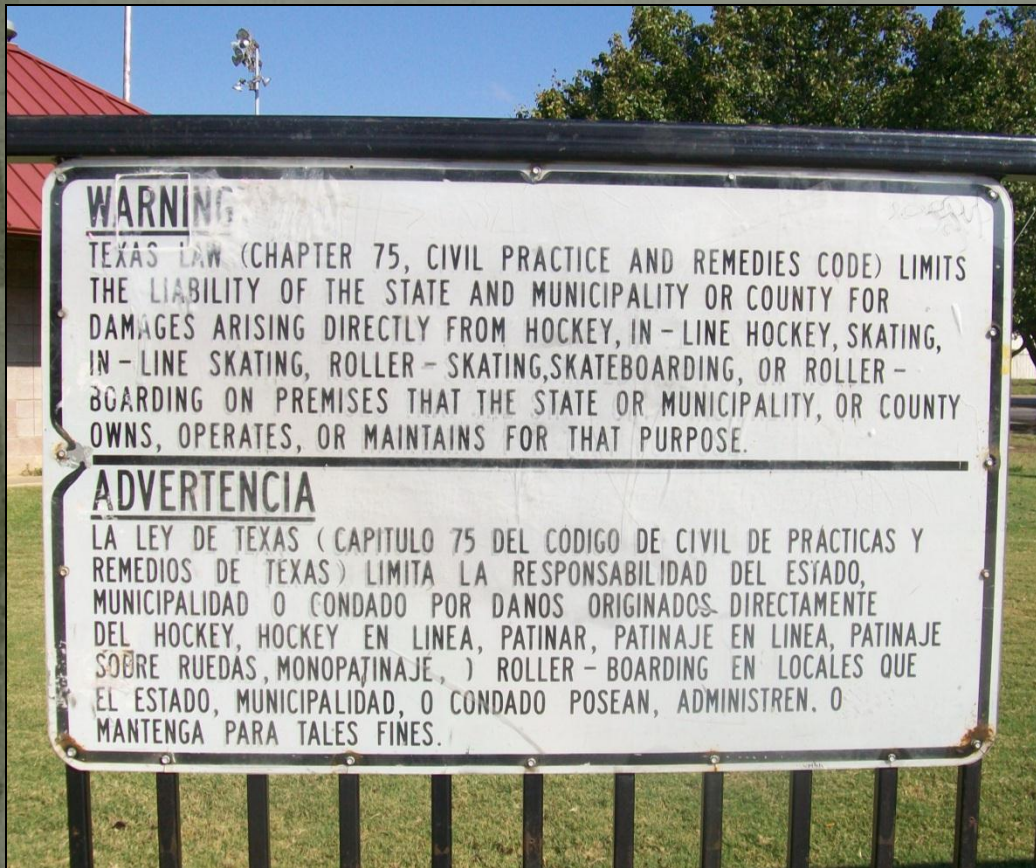 WARNING
TEXAS LAW (CHAPTER 75, CIVIL PRACTICE AND REMEDIES CODE) LIMITS
THE LIABILITY OF THE STATE AND MUNICIPALITY OR COUNTY FOR
DAMAGES ARISING DIRECTLY FROM HOCKEY, IN - LINE HOCKEY, SKATING,
IN - LINE SKATING, ROLLER - SKATING,SKATEBOARDING, OR ROLLER -
BOARDING ON PREMISES THAT THE STATE OR MUNICIPALITY, OR COUNTY
OWNS, OPERATES, OR MAINTAINS FOR THAT PURPOSE.
ADVERTENCIA
LA LEY DE TEXAS ( CAPITULO 75 DEL CODIGO DE CIVIL DE PRACTICAS Y
REMEDIOS DE TEXAS ) LIMITA LA RESPONSABILIDAD DEL ESTADO,
MUNICIPALIDAD O CONDADO POR DANOS ORIGINADOS DIRECTAMENTE
DEL HOCKEY, HOCKEY EN LINEA, PATINAR, PATINAJE EN LINEA, PATINAJE
SOBRE RUEDAS, MONOPATINAJE, ) ROLLER - BOARDING EN LOCALES QUE
EL ESTADO, MUNICIPALIDAD, O CONDADO POSEAN, ADMINISTREN. O
MANTENGA PARA TALES FINES.